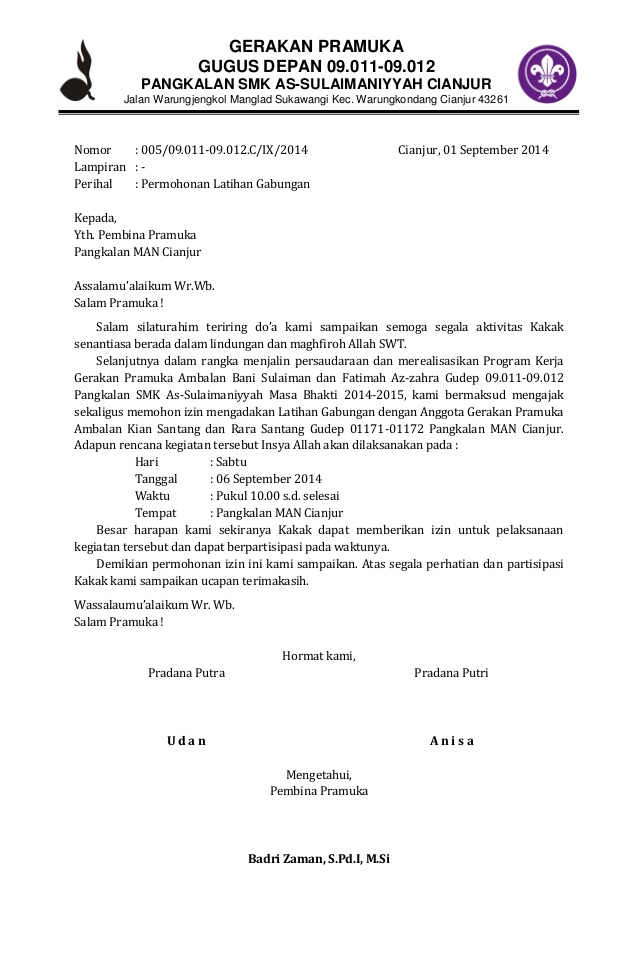 GERAKAN PRAMUKA
GUGUS DEPAN 09.011-09.012
PANGKALAN SMK AS-SULAIMANIYYAH CIANJUR
Jalan Warungjengkol Manglad Sukawangi Kec. Warungkondang Cianjur 43261
Nomor : 005/09.011-09.012.C/IX/2014 Cianjur, 01 September 2014
Lampiran : -
Perihal : Permohonan Latihan Gabungan
Kepada,
Yth. Pembina Pramuka
Pangkalan MAN Cianjur
Assalamu'alaikum Wr.Wb.
Salam Pramuka !
Salam silaturahim teriring do'a kami sampaikan semoga segala aktivitas Kakak
senantiasa berada dalam lindungan dan maghfiroh Allah SWT.
Selanjutnya dalam rangka menjalin persaudaraan dan merealisasikan Program Kerja
Gerakan Pramuka Ambalan Bani Sulaiman dan Fatimah Az-zahra Gudep 09.011-09.012
Pangkalan SMK As-Sulaimaniyyah Masa Bhakti 2014-2015, kami bermaksud mengajak
sekaligus memohon izin mengadakan Latihan Gabungan dengan Anggota Gerakan Pramuka
Ambalan Kian Santang dan Rara Santang Gudep 01171-01172 Pangkalan MAN Cianjur.
Adapun rencana kegiatan tersebut Insya Allah akan dilaksanakan pada :
Hari : Sabtu
Tanggal : 06 September 2014
Waktu : Pukul 10.00 s.d. selesai
Tempat : Pangkalan MAN Cianjur
Besar harapan kami sekiranya Kakak dapat memberikan izin untuk pelaksanaan
kegiatan tersebut dan dapat berpartisipasi pada waktunya.
Demikian permohonan izin ini kami sampaikan. Atas segala perhatian dan partisipasi
Kakak kami sampaikan ucapan terimakasih.
Wassalaumu'alaikum Wr. Wb.
Salam Pramuka !
Hormat kami,
Pradana Putra Pradana Putri
U d a n A n i s a
Mengetahui,
Pembina Pramuka
Badri Zaman, S.Pd.I, M.Si